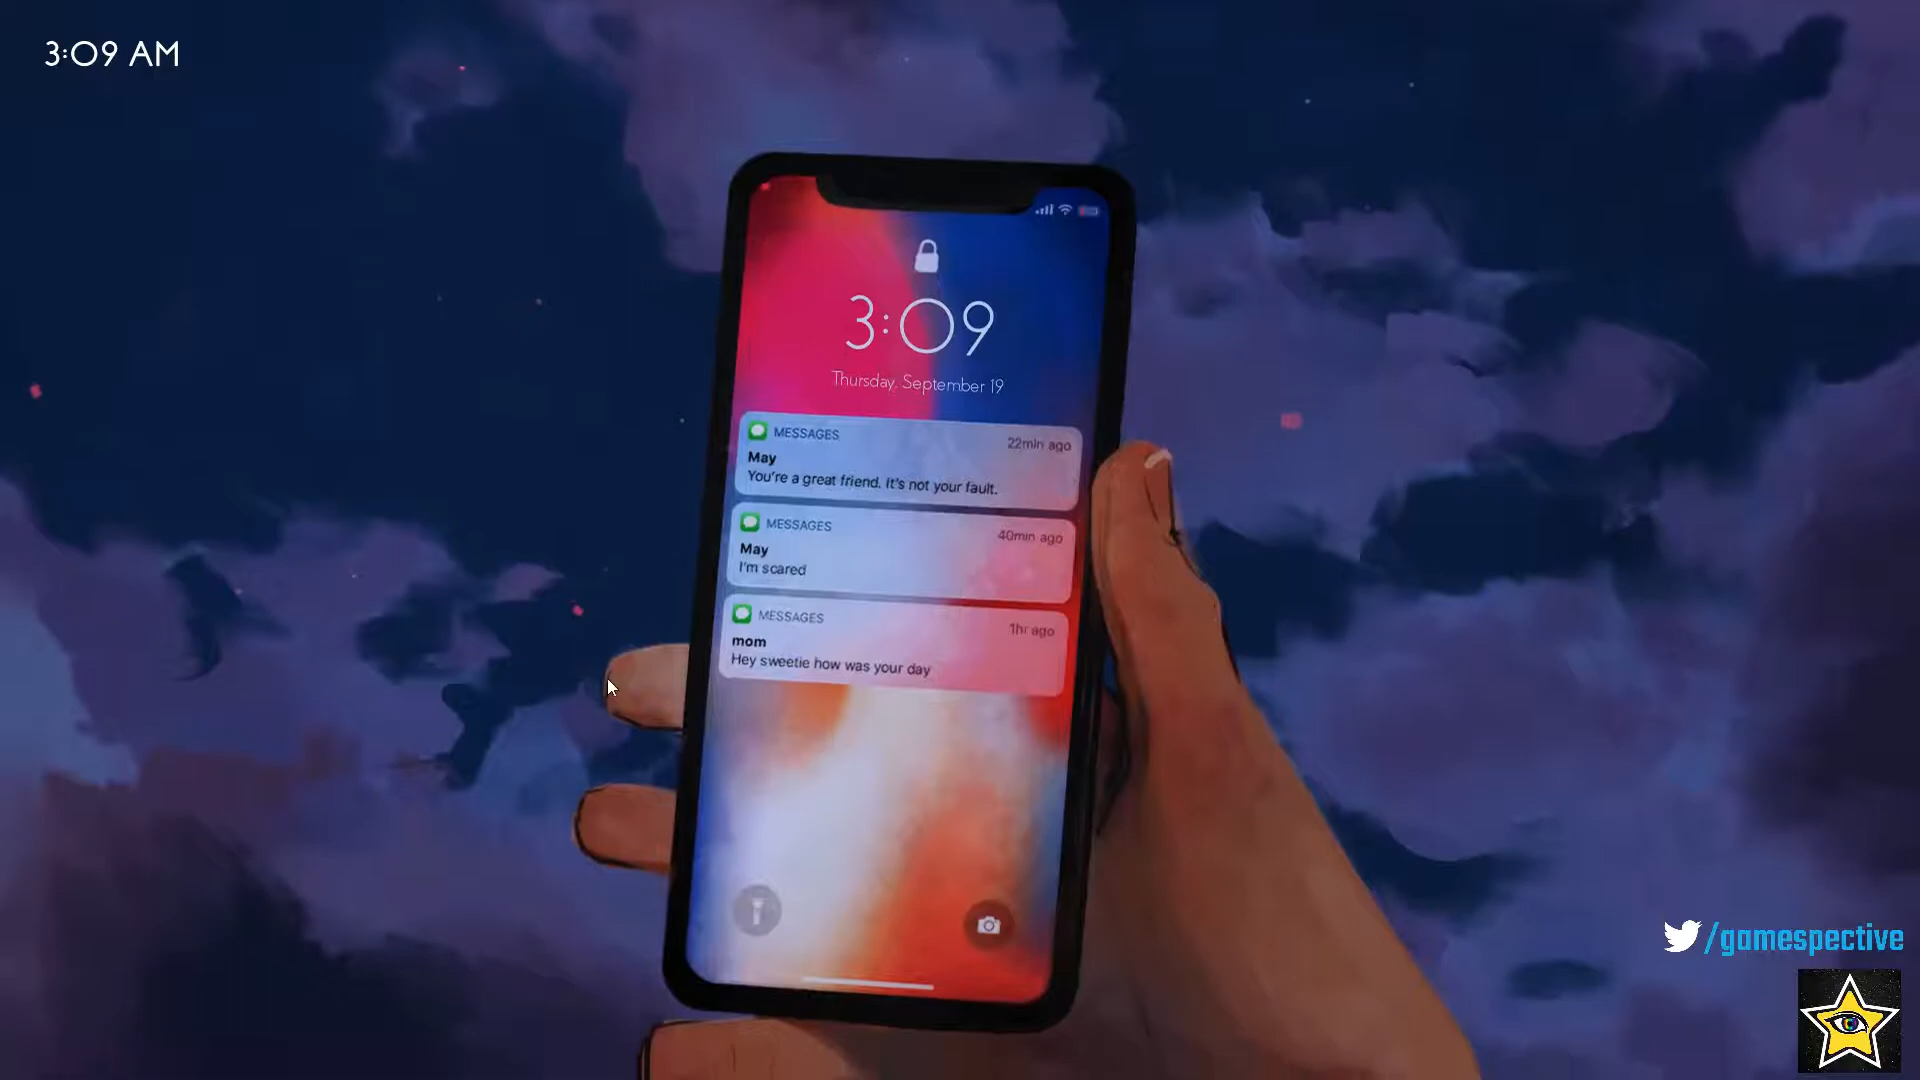 3:09 AM
3:09
Thursday, September 19
MESSAGES
22min ago
May
You're a great friend. It's not your fault.
MESSAGES
40min ago
May
I'm scared
MESSAGES
1hr ago
mom
Hey sweetie how was your day
/gamespective